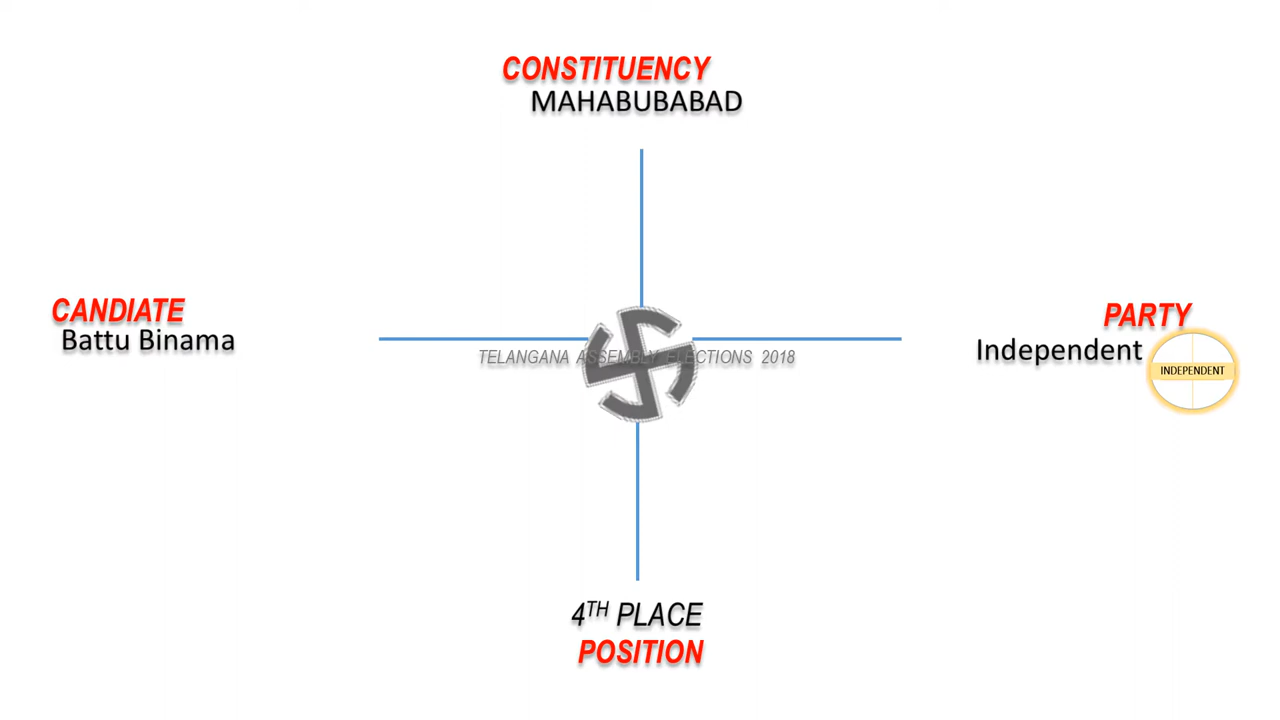 CONSTITUENCY
MAHABUBABAD
CANDIATE
Battu Binama
TELANGANA ASSEMBLY ELECTIONS 2018
PARTY
Independent
INDEPENDENT
4TH PLACE
POSITION